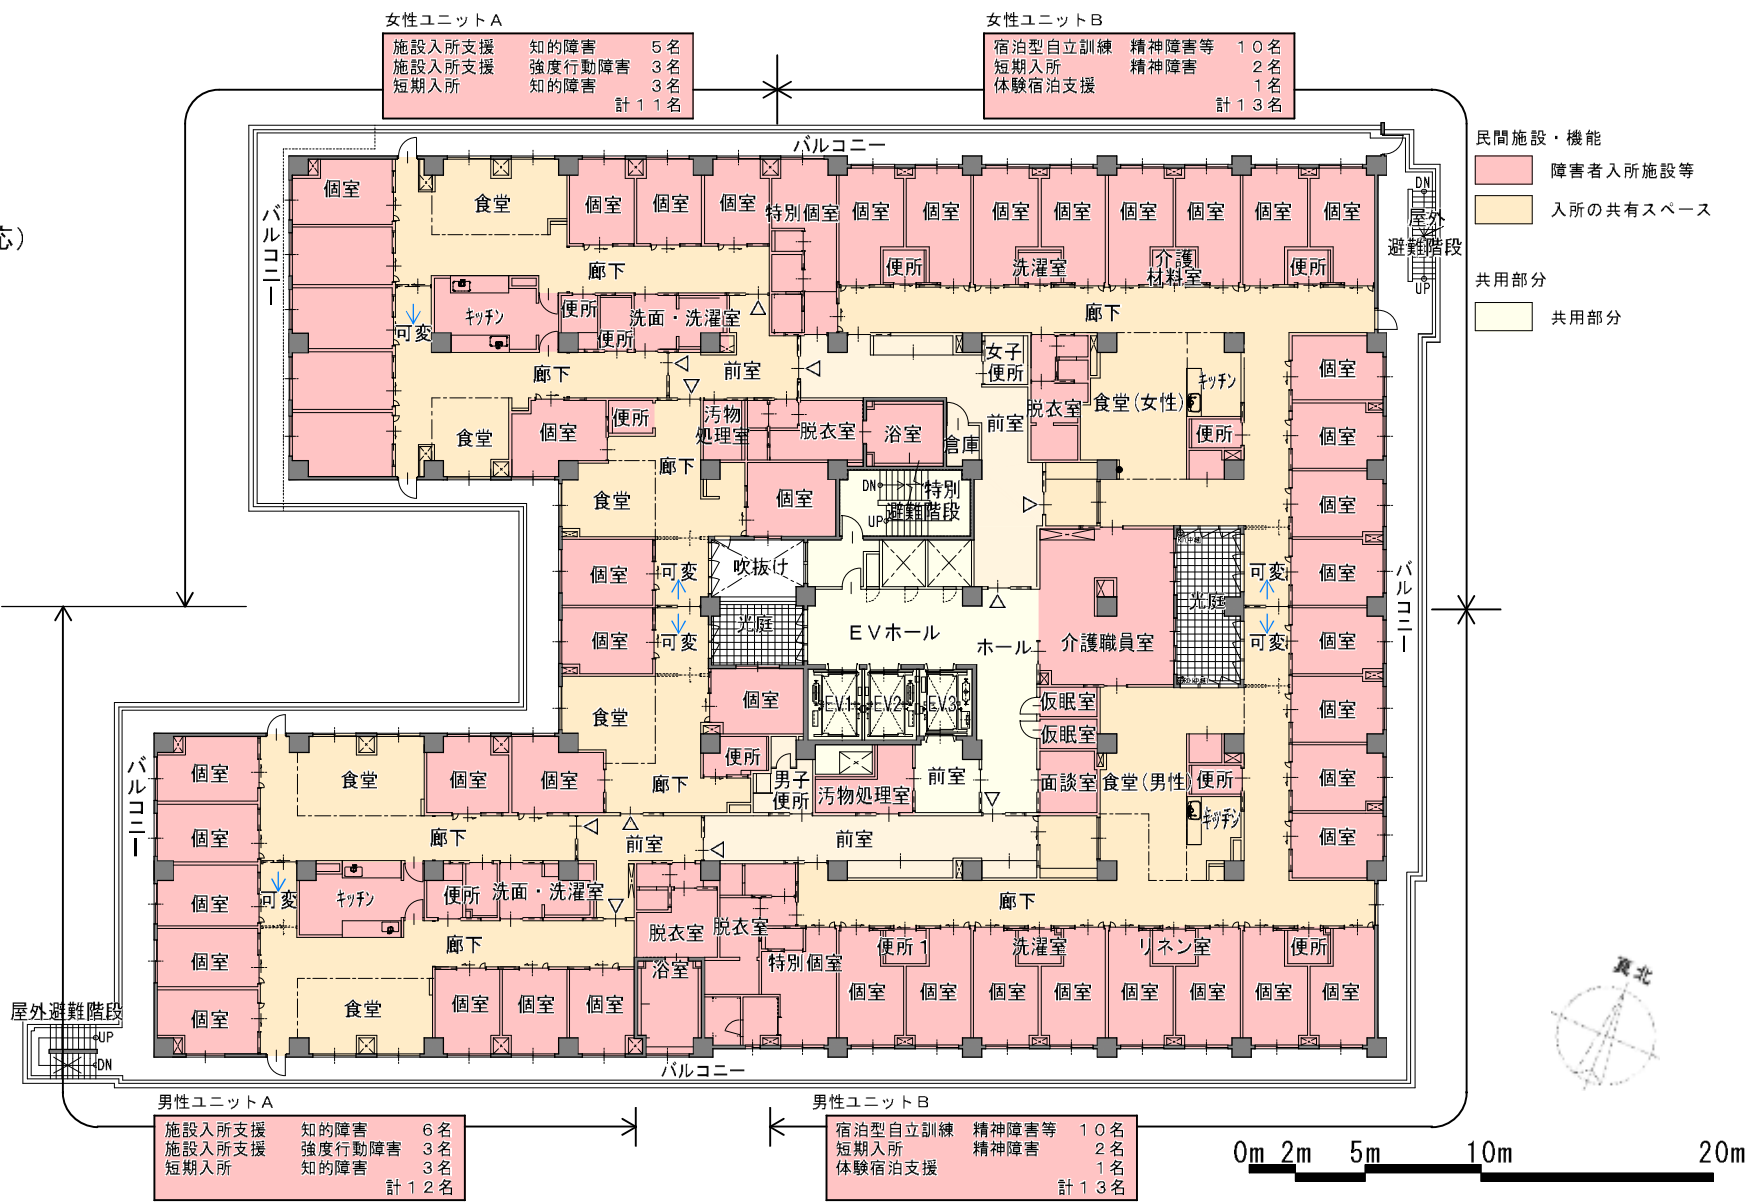 女性ユニットA
施設入所支援 知的障害 5名
施設入所支援 強度行動障害 3名
短期入所 知的障害 3名
計11名
女性ユニットB
宿泊型自立訓練 精神障害等 10名
短期入所 精神障害 2名
体験宿泊支援 1名
計13名
民間施設・機能
障害者入所施設等
入所の共有スペース
共用部分
共用部分
応)
バルコニー
バルコニー
個室
食堂
個室
個室
個室
特別個室
個室
個室
個室
個室
個室
個室
個室
個室
DN
屋外
避難階段
UP
便所
洗濯室
介護
材料室
便所
廊下
キッチン
便所
便所
洗面・洗濯室
可変
廊下
廊下
前室
女子
便所
脱衣室
食堂(女性)
キッチン
個室
食堂
個室
便所
汚物
処理室
脱衣室
浴室
倉庫
前室
便所
個室
廊下
食堂
個室
DN
UP
特別
避難階段
個室
個室
可変
吹抜け
可変
個室
光庭
個室
可変
光庭
EVホール
ホール
介護職員室
可変
個室
バルコニー
食堂
個室
EV1
EV2
EV3
仮眠室
仮眠室
個室
バルコニー
個室
食堂
個室
個室
廊下
便所
男子
便所
汚物処理室
前室
面談室
食堂(男性)
便所
キッチン
個室
個室
廊下
前室
前室
個室
個室
可変
キッチン
便所
洗面・洗濯室
廊下
廊下
脱衣室
脱衣室
個室
浴室
特別個室
便所1
洗濯室
リネン室
便所
個室
食堂
個室
個室
個室
個室
個室
個室
個室
個室
個室
個室
個室
屋外避難階段
UP
DN
バルコニー
真北
男性ユニットA
施設入所支援 知的障害 6名
施設入所支援 強度行動障害 3名
短期入所 知的障害 3名
計12名
男性ユニットB
宿泊型自立訓練 精神障害等 10名
短期入所 精神障害 2名
体験宿泊支援 1名
計13名
0m 2m 5m 10m 20m